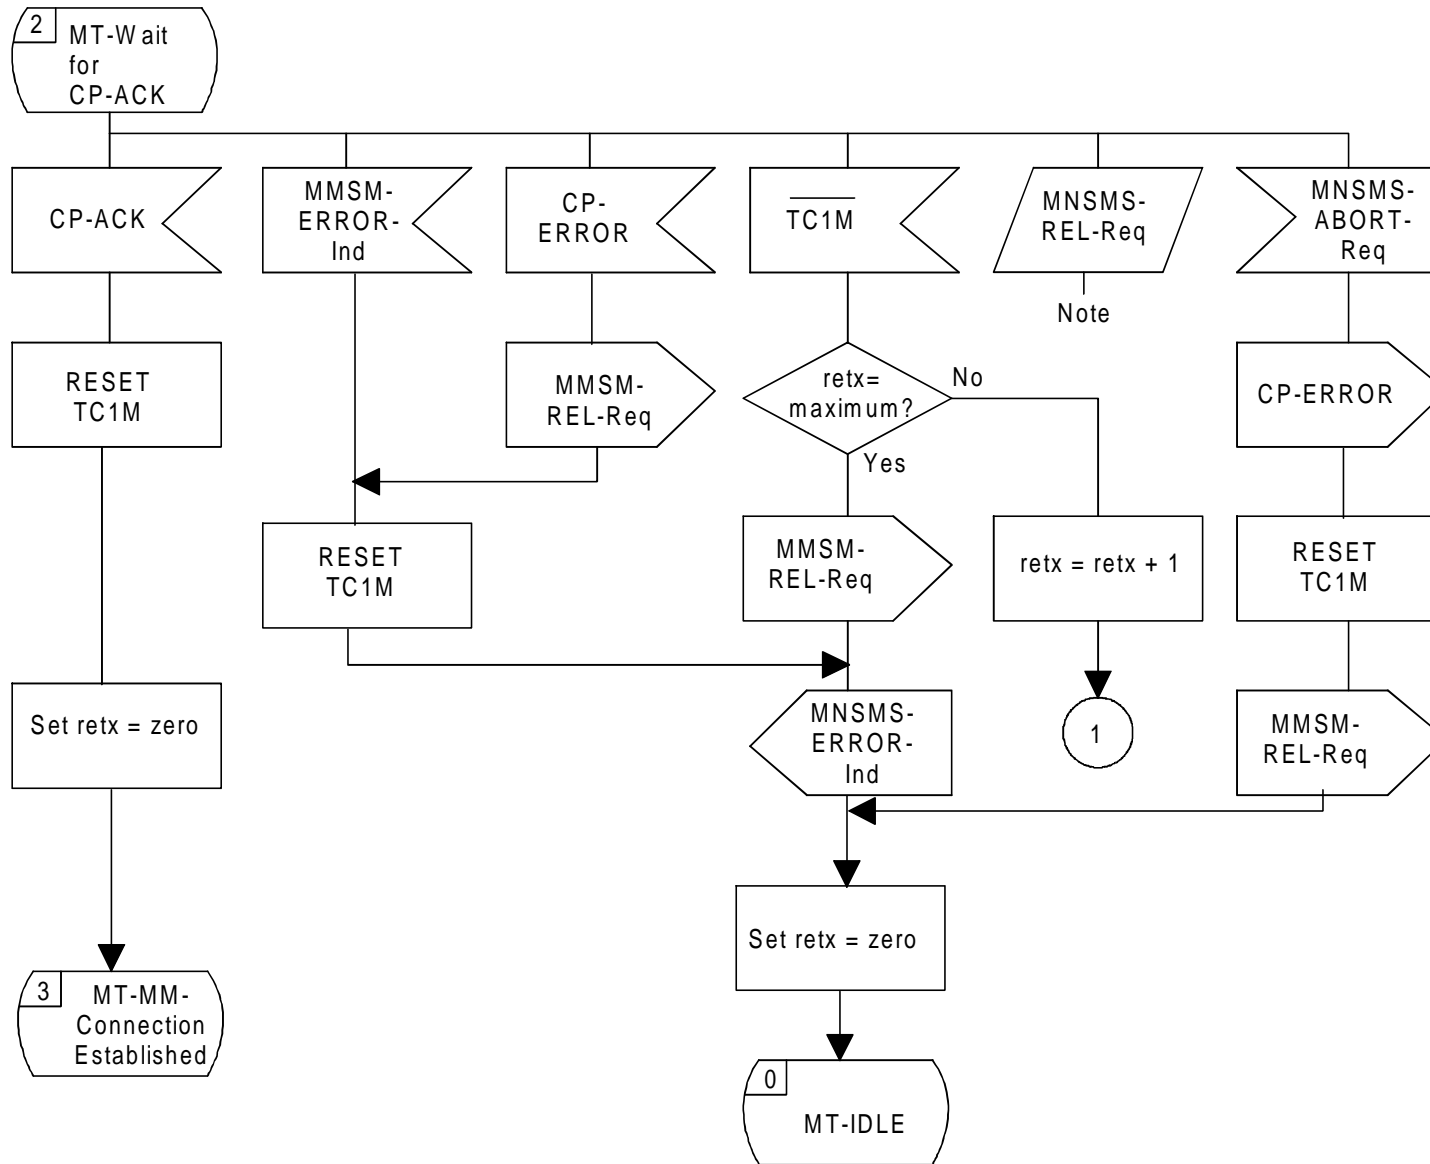 2
MT-Wait
for
CP-ACK
CP-ACK
MMSM-
ERROR-
Ind
CP-
ERROR
TC1M
MNSMS-
REL-Req
Note
MNSMS-
ABORT-
Req
RESET
TC1M
MMSM-
REL-Req
retx=
maximum?
No
Yes
CP-ERROR
RESET
TC1M
MMSM-
REL-Req
retx = retx + 1
RESET
TC1M
Set retx = zero
MNSMS-
ERROR-
Ind
1
MMSM-
REL-Req
Set retx = zero
3
MT-MM-
Connection
Established
0
MT-IDLE